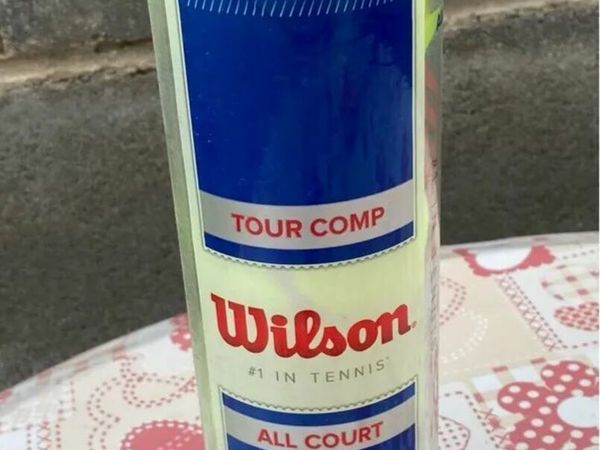 TOUR COMP
Wilson
#1 IN TENNIS
ALL COURT